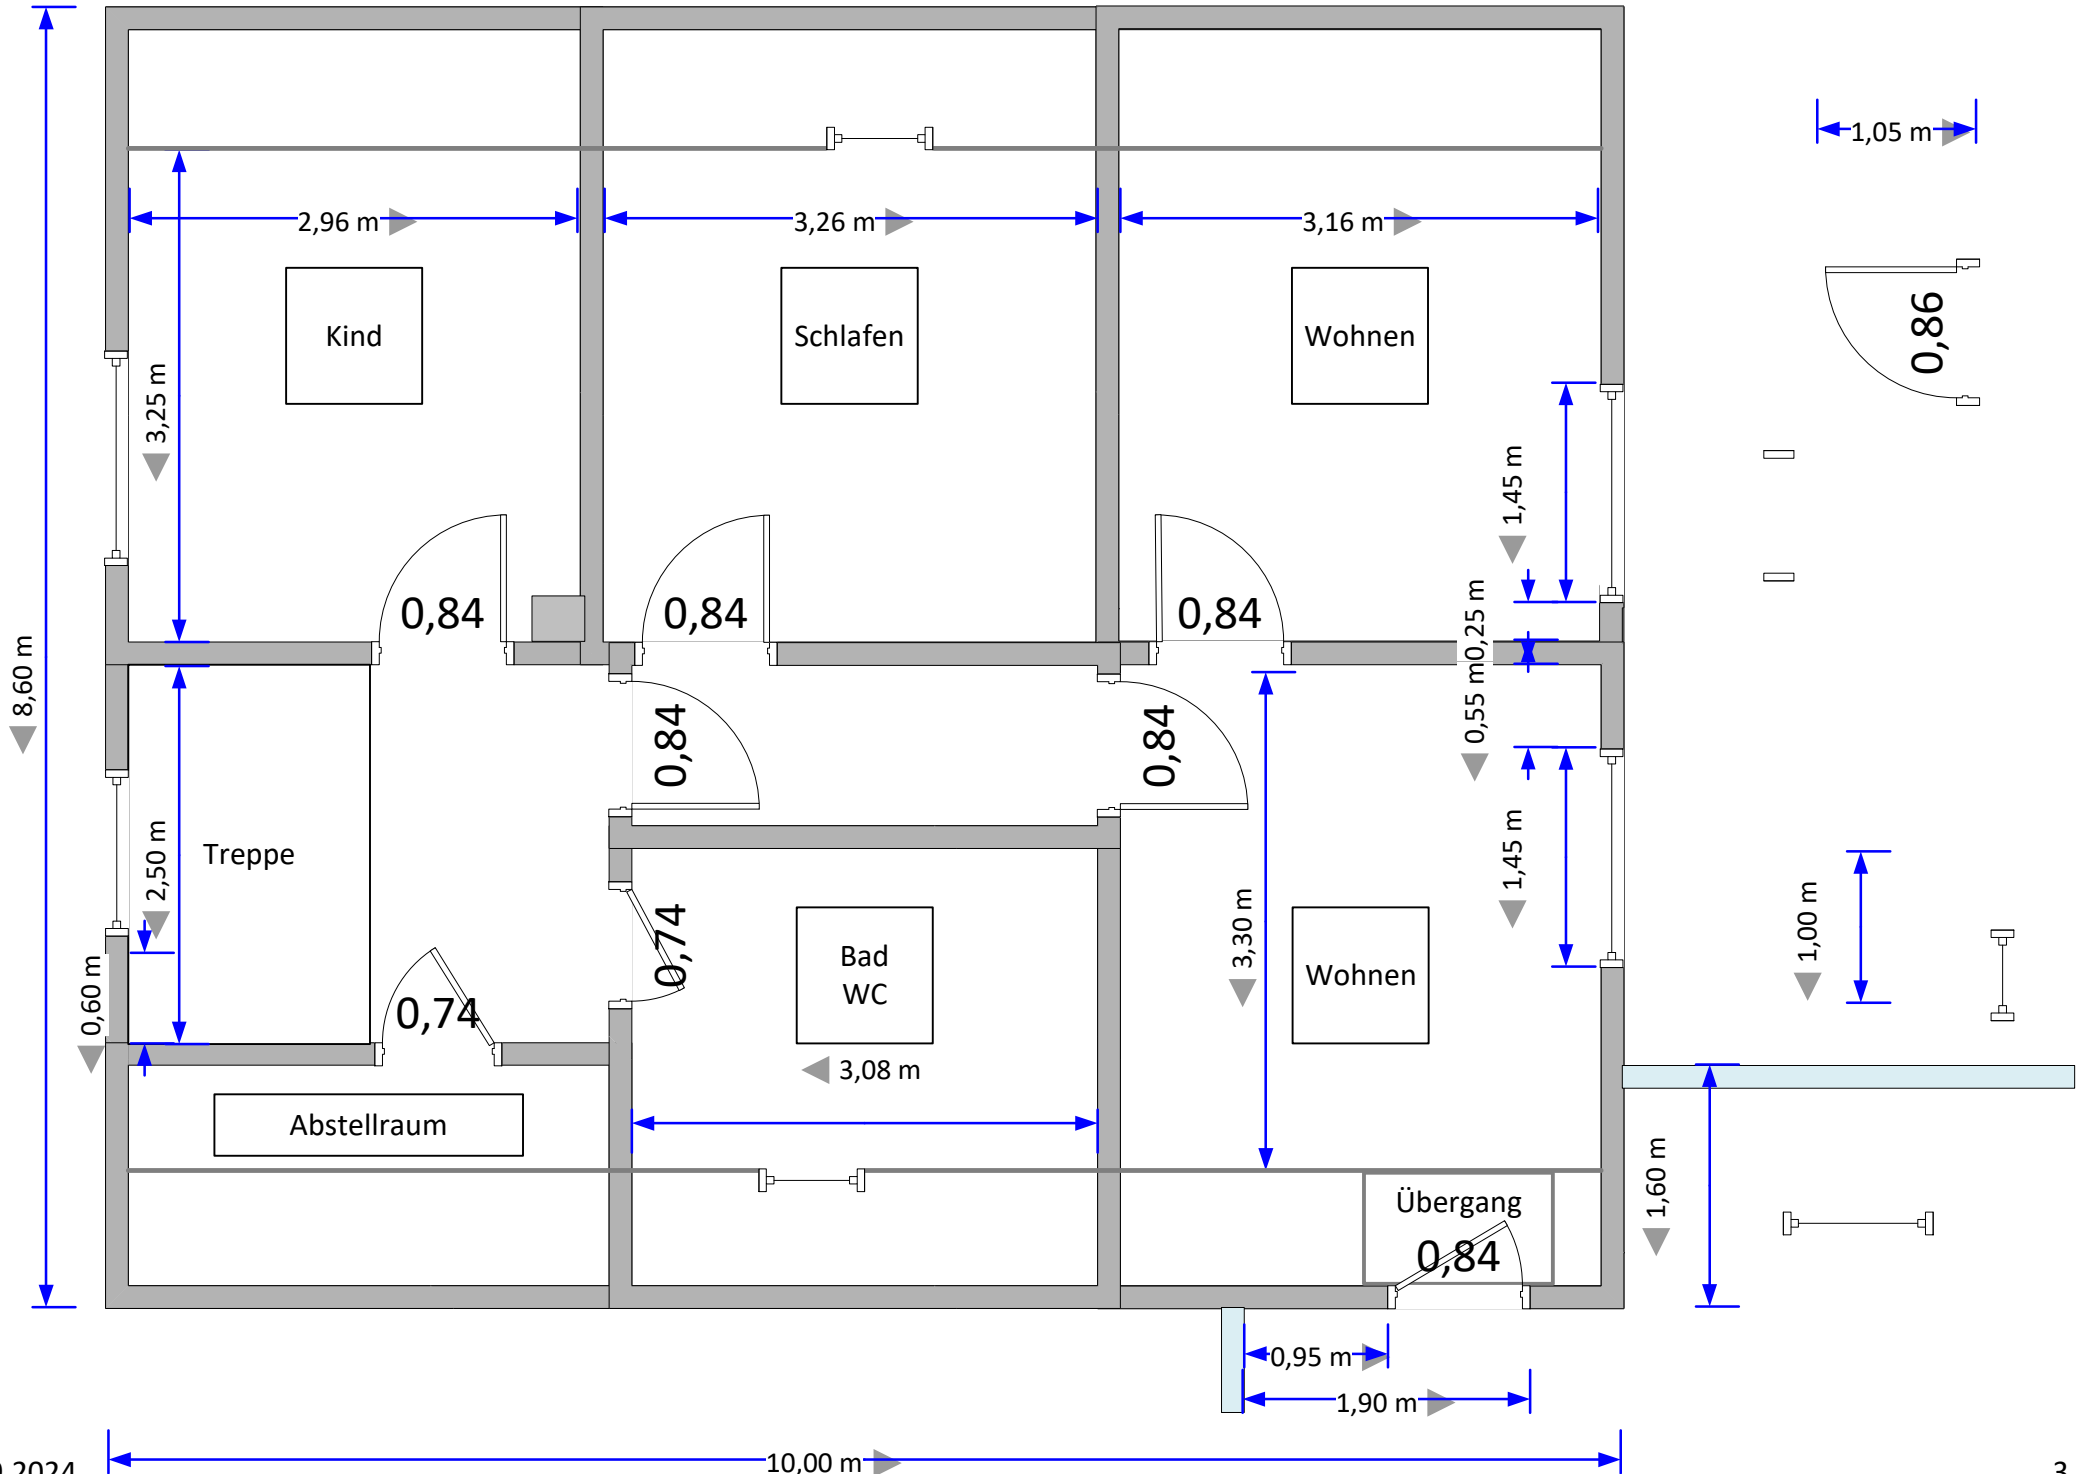 1,05 m
2,96 m
3,26 m
3,16 m
Kind
Schlafen
Wohnen
0,86
3,25 m
1,45 m
0,84
0,84
0,84
0,25 m
8,60 m
0,55 m
0,84
0,84
2,50 m
Treppe
1,45 m
0,74
3,30 m
1,00 m
Bad
WC
Wohnen
0,60 m
0,74
3,08 m
Abstellraum
1,60 m
Übergang
0,84
0,95 m
1,90 m
10,00 m
.2024
3